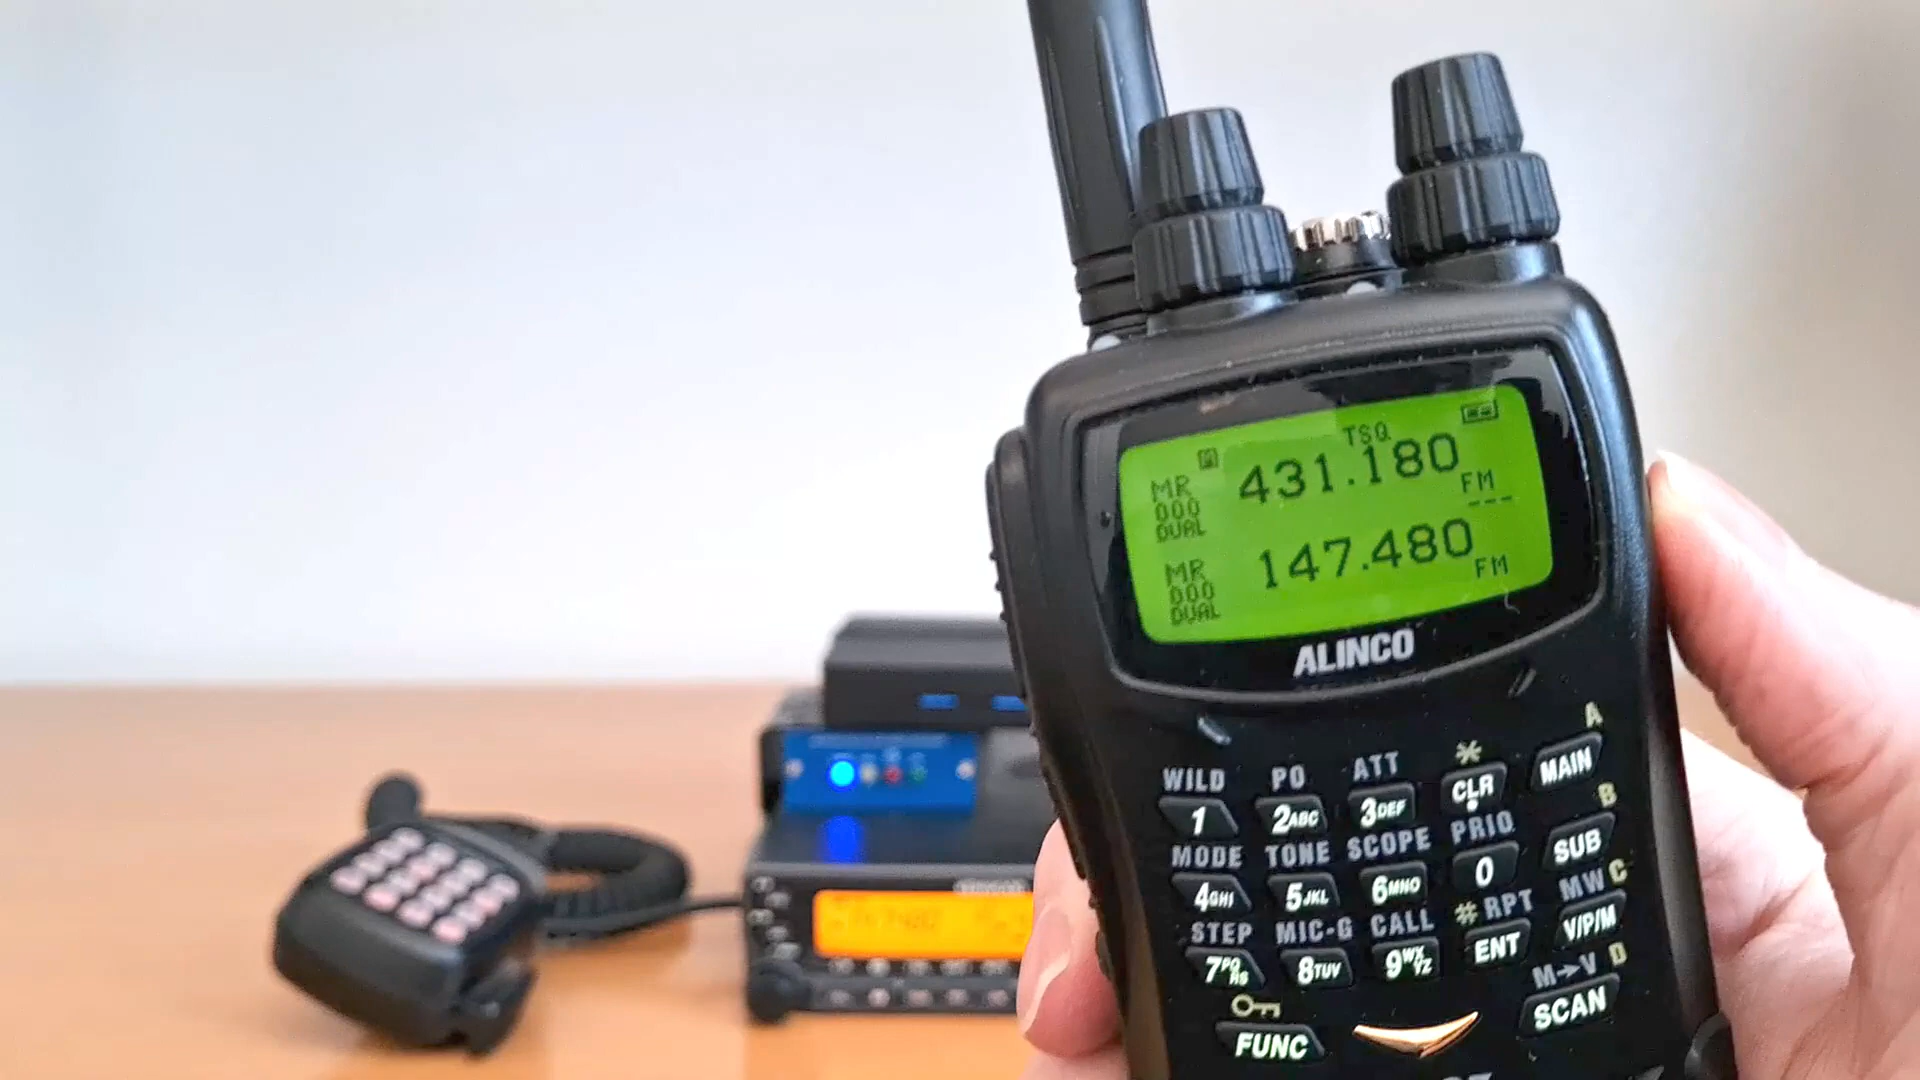 TSQ
M
MR 431.180
000 FM
DUAL ---
MR 147.480
000 FM
DUAL
ALINCO
A
WILD PO ATT *
1 2ABC 3DEF CLR MAIN
B
MODE TONE SCOPE PRIO
4GHI 5JKL 6MNO 0 SUB
STEP MIC-G CALL #RPT MW C
7PQRS 8TUV 9WXYZ ENT V/P/M
M→V D
FUNC SCAN